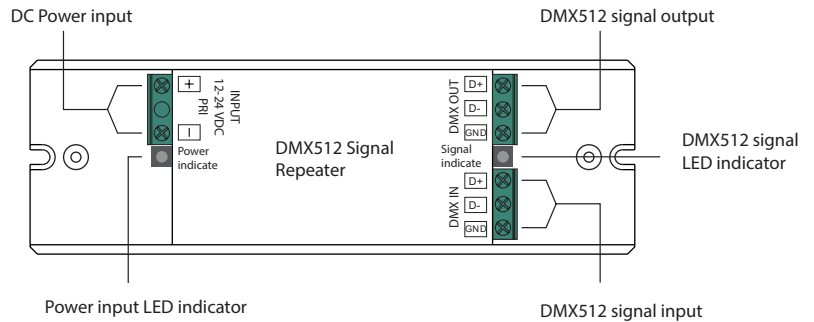 DC Power input
DMX512 signal output
+
−
INPUT
12-24 VDC
PRI
Power
indicate
DMX512 Signal
Repeater
DMX OUT
D+
D-
GND
Signal
indicate
DMX IN
D+
D-
GND
DMX512 signal
LED indicator
Power input LED indicator
DMX512 signal input